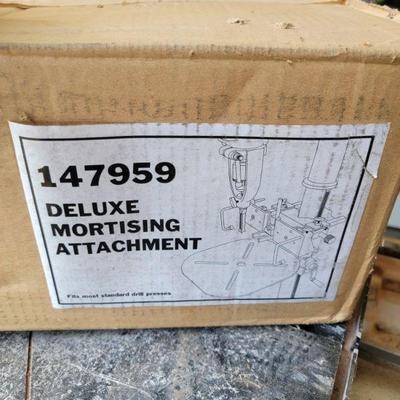 147959
DELUXE
MORTISING
ATTACHMENT
Fits most standard drill presses